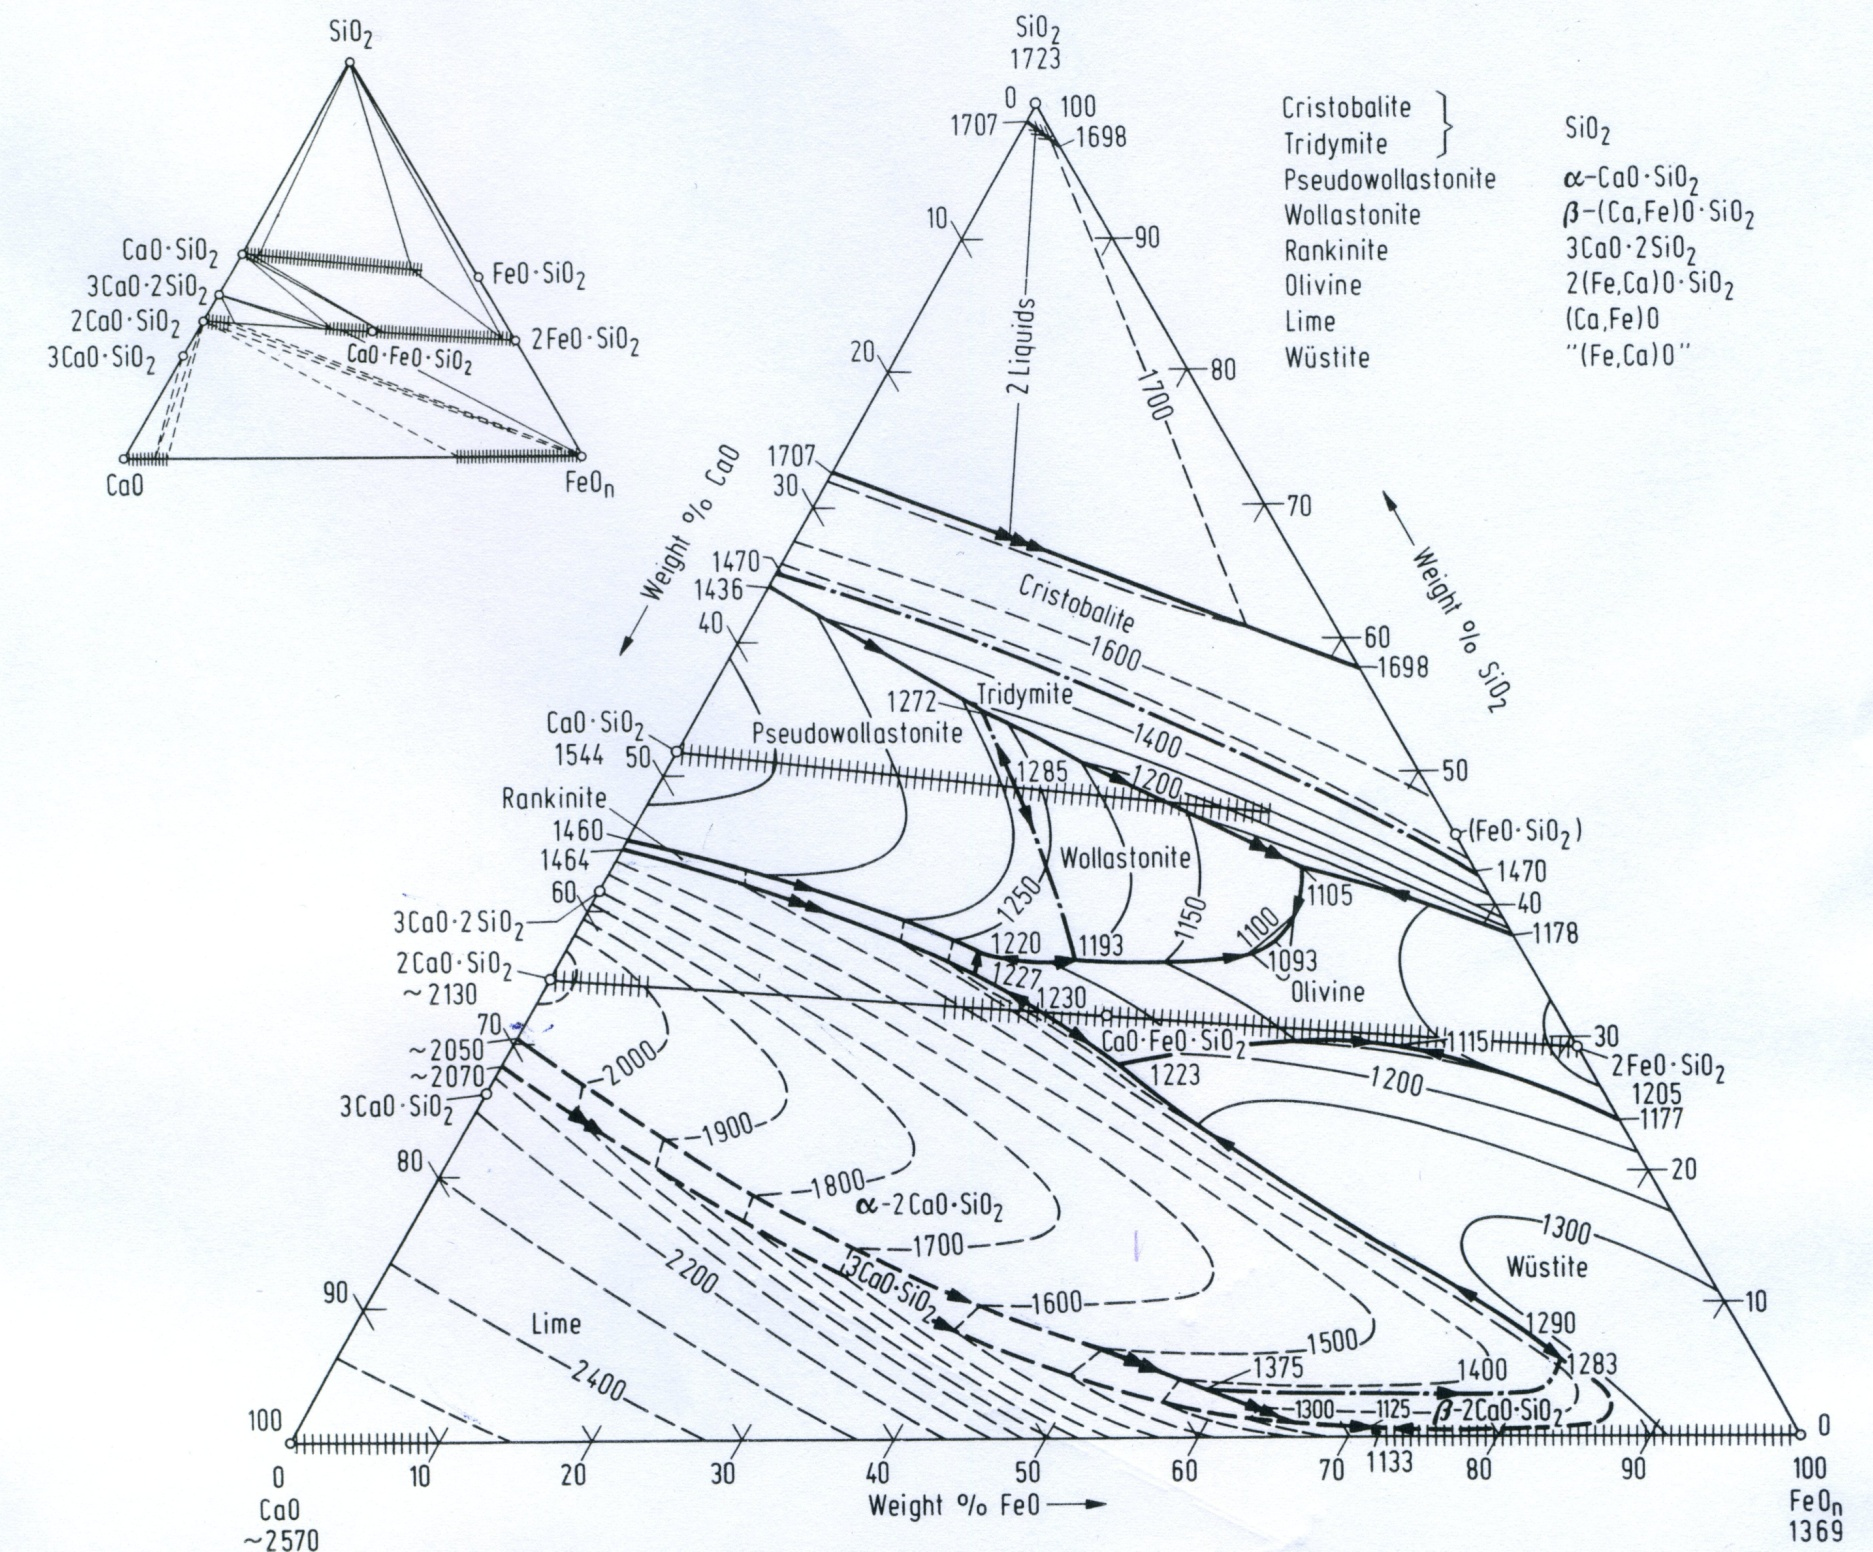 SiO2
CaO·SiO2
3CaO·2SiO2
2CaO·SiO2
3CaO·SiO2
FeO·SiO2
2FeO·SiO2
CaO·FeO·SiO2
CaO
FeOn
SiO2
1723
0
100
1707
1698
Cristobalite
Tridymite
SiO2
Pseudowollastonite α-CaO·SiO2
Wollastonite β-(Ca,Fe)O·SiO2
Rankinite 3CaO·2SiO2
Olivine 2(Fe,Ca)O·SiO2
Lime (Ca,Fe)O
Wüstite "(Fe,Ca)O"
10
90
20
80
2 Liquids
1700
Weight % CaO
1707
30
70
Weight % SiO2
1470
1436
40
Cristobalite
1600
60
1698
Tridymite
1272
Pseudowollastonite
1400
CaO·SiO2
1544
50
1285
1200
50
(FeO·SiO2)
Rankinite
1460
1464
Wollastonite
1470
60
1250
1150
1100
1105
40
1178
3CaO·2SiO2
1220
1193
1093
1227
2CaO·SiO2
~2130
1230
Olivine
70
~2050
~2070
3CaO·SiO2
CaO·FeO·SiO2
1115
30
2FeO·SiO2
1205
1177
2000
1223
1200
1900
80
1800
20
α-2CaO·SiO2
1700
1300
2200
3CaO·SiO2
Wüstite
90
1600
10
Lime
1290
1500
1283
1375
1400
2400
1300
1125
β-2CaO·SiO2
100
0
0
10
20
30
40
50
60
70
1133
80
90
100
CaO
~2570
Weight % FeO
FeOn
1369